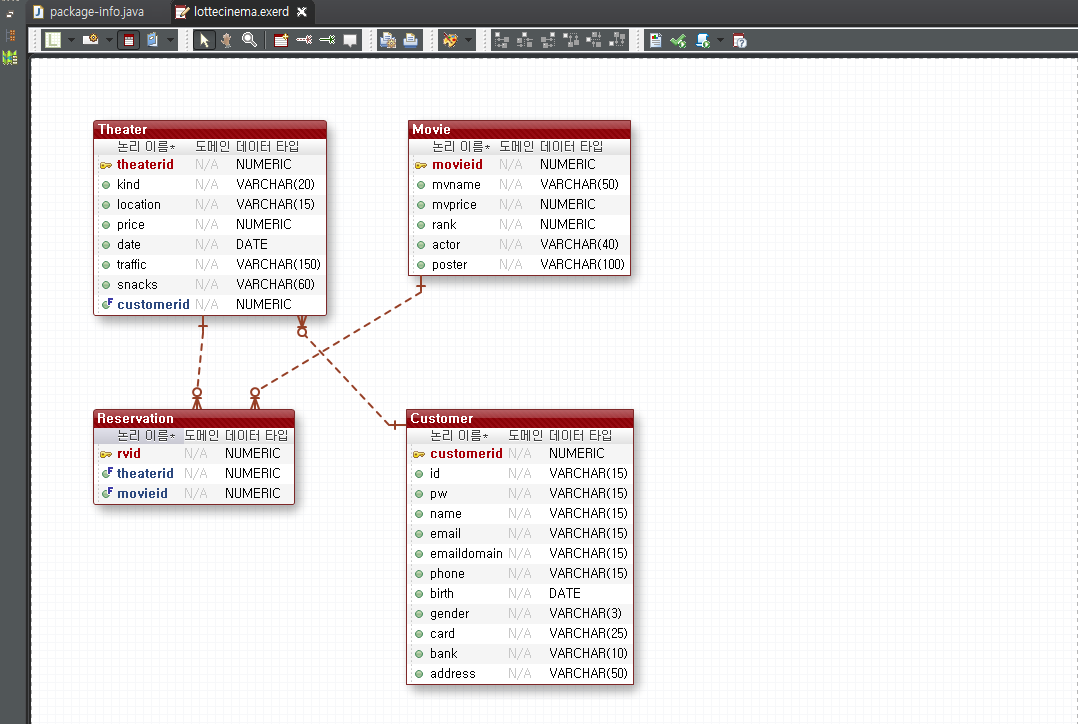 package-info.java lottecinema.exerd
Theater
논리 이름* 도메인 데이터 타입
theaterid N/A NUMERIC
kind N/A VARCHAR(20)
location N/A VARCHAR(15)
price N/A NUMERIC
date N/A DATE
traffic N/A VARCHAR(150)
snacks N/A VARCHAR(60)
customerid N/A NUMERIC
Movie
논리 이름* 도메인 데이터 타입
movieid N/A NUMERIC
mvname N/A VARCHAR(50)
mvprice N/A NUMERIC
rank N/A NUMERIC
actor N/A VARCHAR(40)
poster N/A VARCHAR(100)
Reservation
논리 이름* 도메인 데이터 타입
rvid N/A NUMERIC
theaterid N/A NUMERIC
movieid N/A NUMERIC
Customer
논리 이름* 도메인 데이터 타입
customerid N/A NUMERIC
id N/A VARCHAR(15)
pw N/A VARCHAR(15)
name N/A VARCHAR(15)
email N/A VARCHAR(15)
emaildomain N/A VARCHAR(15)
phone N/A VARCHAR(15)
birth N/A DATE
gender N/A VARCHAR(3)
card N/A VARCHAR(25)
bank N/A VARCHAR(10)
address N/A VARCHAR(50)